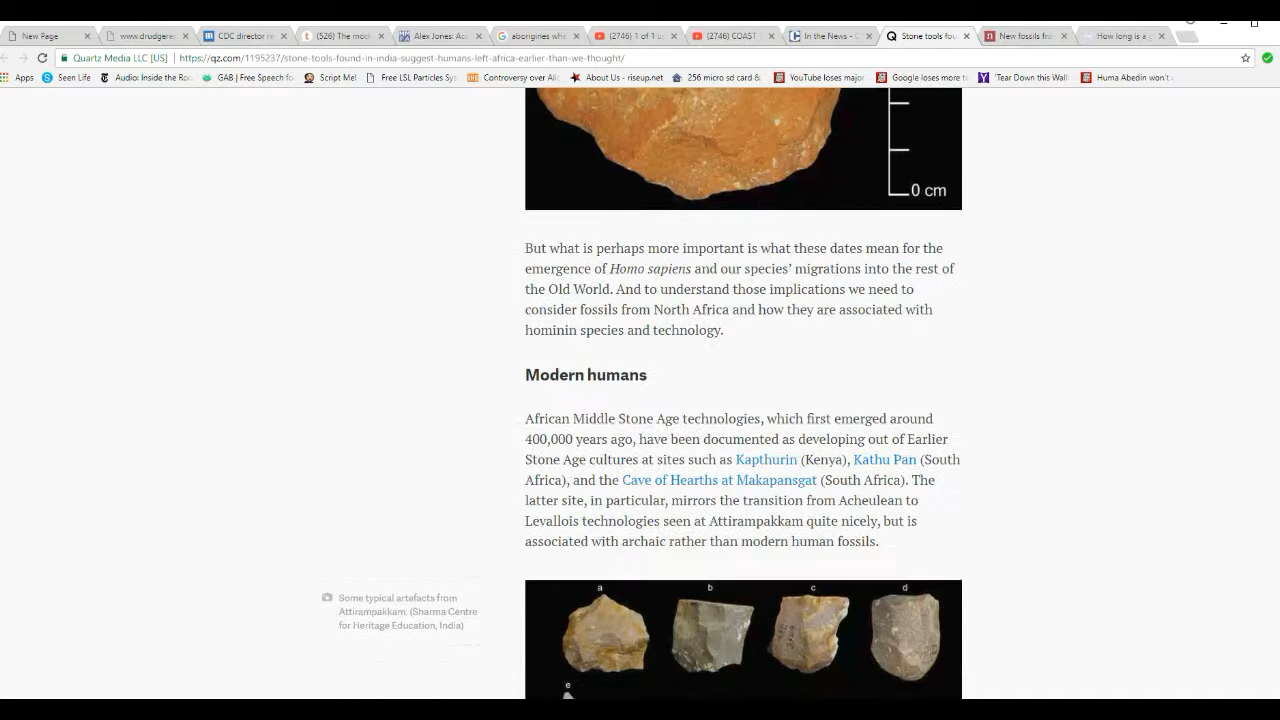 New Page
www.drudgerep
CDC director re
(526) The mock
Alex Jones: Ac
aborigines whe
(2746) 1 of 1 u
(2746) COAST
In the News - C
Stone tools fou
New fossils fro
How long is a
Quartz Media LLC [US]
https://qz.com/1195237/stone-tools-found-in-india-suggest-humans-left-africa-earlier-than-we-thought/
Apps
Seen Life
Audio: Inside the Ro
GAB | Free Speech fo
Script Me!
Free LSL Particles Sy
Controversy over Ali
About Us - riseup.net
256 micro sd card &
YouTube loses major
Google loses more t
'Tear Down this Wall
Huma Abedin won't
0 cm
But what is perhaps more important is what these dates mean for the
emergence of Homo sapiens and our species' migrations into the rest of
the Old World. And to understand those implications we need to
consider fossils from North Africa and how they are associated with
hominin species and technology.
Modern humans
African Middle Stone Age technologies, which first emerged around
400,000 years ago, have been documented as developing out of Earlier
Stone Age cultures at sites such as Kapthurin (Kenya), Kathu Pan (South
Africa), and the Cave of Hearths at Makapansgat (South Africa). The
latter site, in particular, mirrors the transition from Acheulean to
Levallois technologies seen at Attirampakkam quite nicely, but is
associated with archaic rather than modern human fossils.
Some typical artefacts from
Attirampakkam. (Sharma Centre
for Heritage Education, India)
a b c d
e